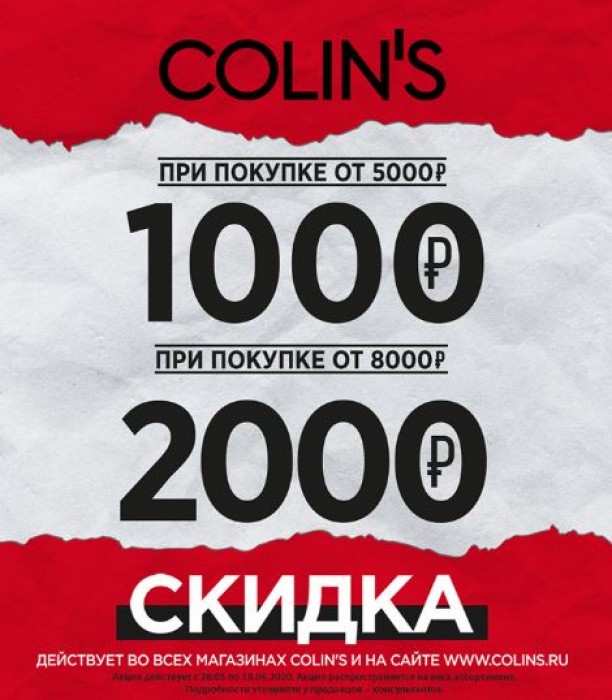 COLIN'S
ПРИ ПОКУПКЕ ОТ 5000₽
1000₽
ПРИ ПОКУПКЕ ОТ 8000₽
2000₽
СКИДКА
ДЕЙСТВУЕТ ВО ВСЕХ МАГАЗИНАХ COLIN'S И НА САЙТЕ WWW.COLINS.RU
Акция действует с 28.05 по 18.06.2020. Акция распространяется на весь ассортимент.
Подробности уточняйте у продавцов – консультантов.